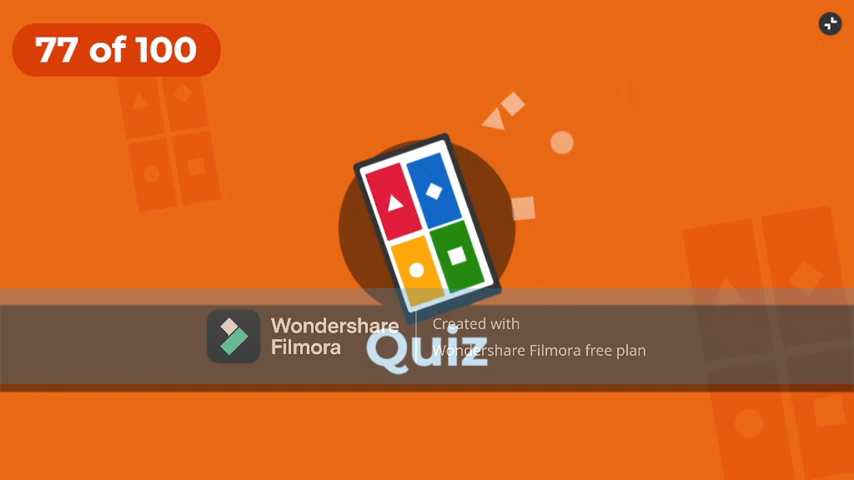 77 of 100
Wondershare
Filmora
Created with
Wondershare Filmora free plan
Quiz